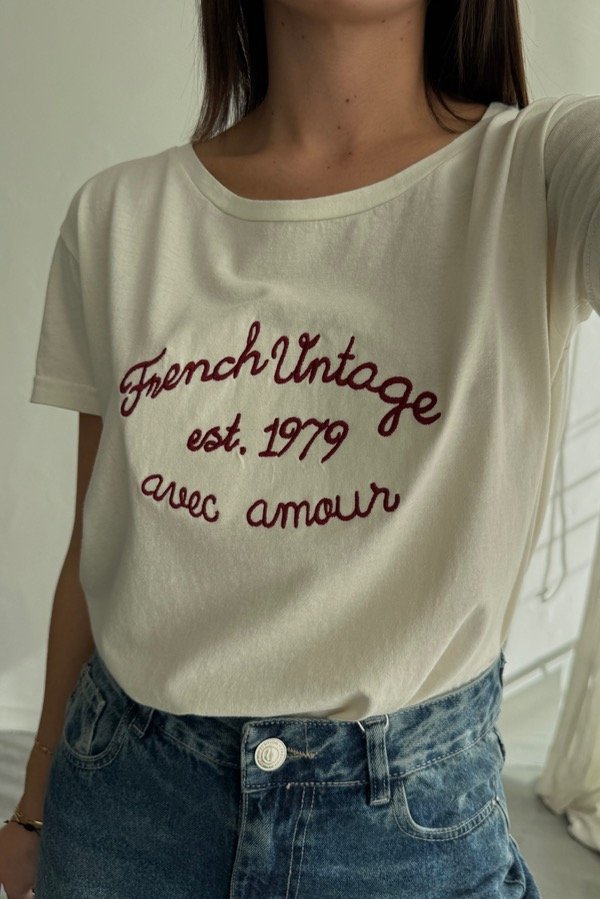 French Vintage
est. 1979
avec amour